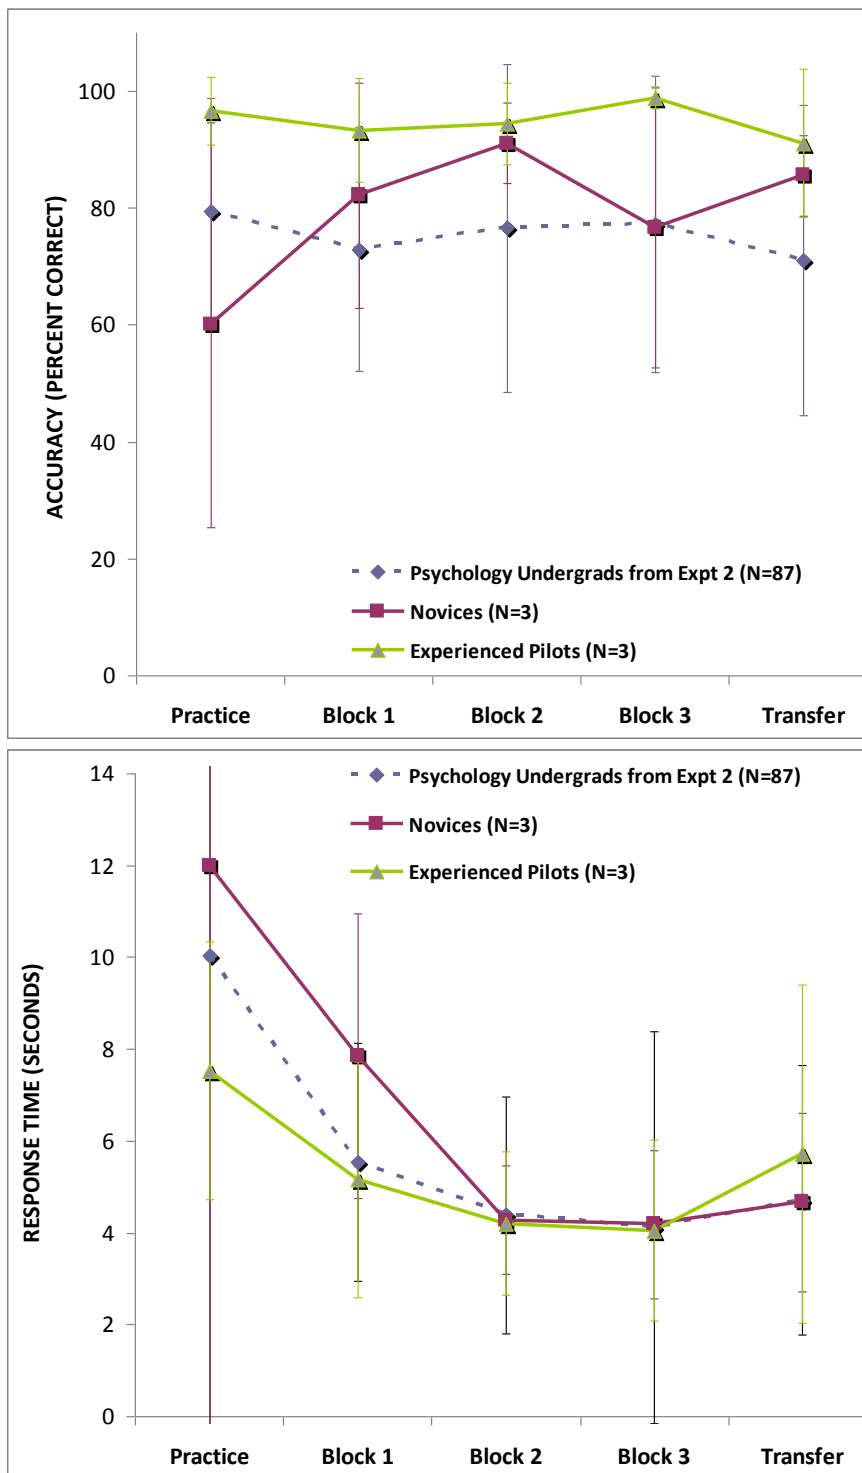 100
80
60
40
20
0
ACCURACY (PERCENT CORRECT)
Psychology Undergrads from Expt 2 (N=87)
Novices (N=3)
Experienced Pilots (N=3)
Practice Block 1 Block 2 Block 3 Transfer
14
12
10
8
6
4
2
0
RESPONSE TIME (SECONDS)
Psychology Undergrads from Expt 2 (N=87)
Novices (N=3)
Experienced Pilots (N=3)
Practice Block 1 Block 2 Block 3 Transfer